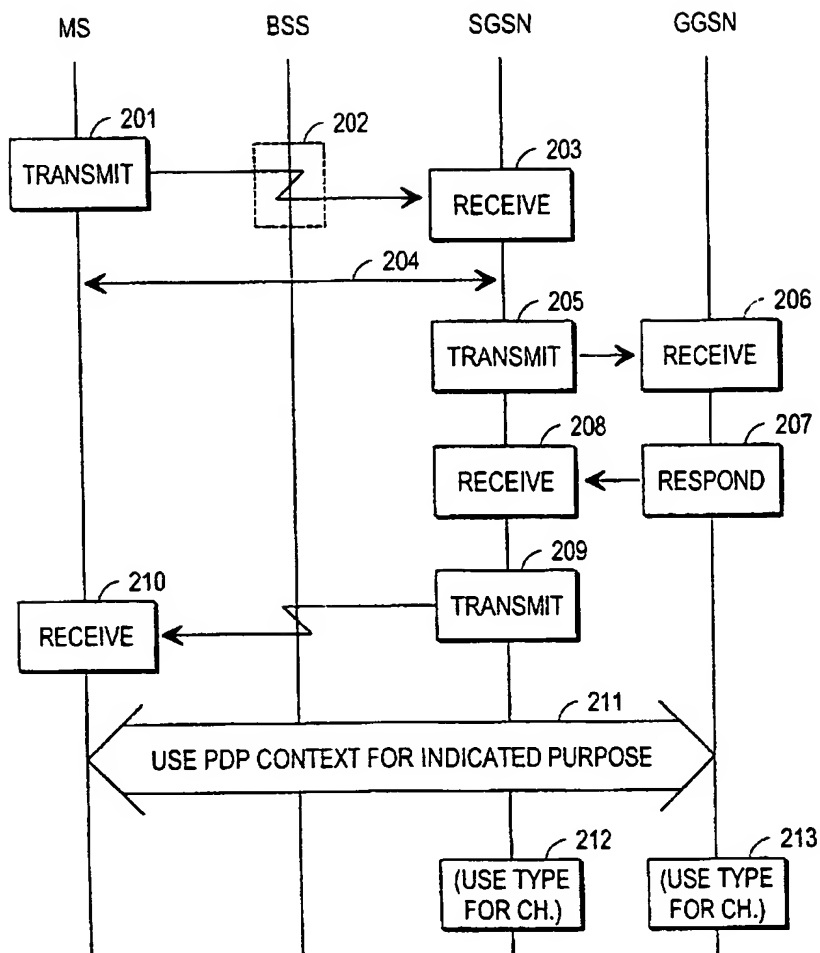 MS BSS SGSN GGSN
201 202 203
TRANSMIT RECEIVE
204
205 206
TRANSMIT RECEIVE
208 207
RECEIVE RESPOND
209
TRANSMIT
210
RECEIVE
211
USE PDP CONTEXT FOR INDICATED PURPOSE
212 213
(USE TYPE (USE TYPE
FOR CH.) FOR CH.)